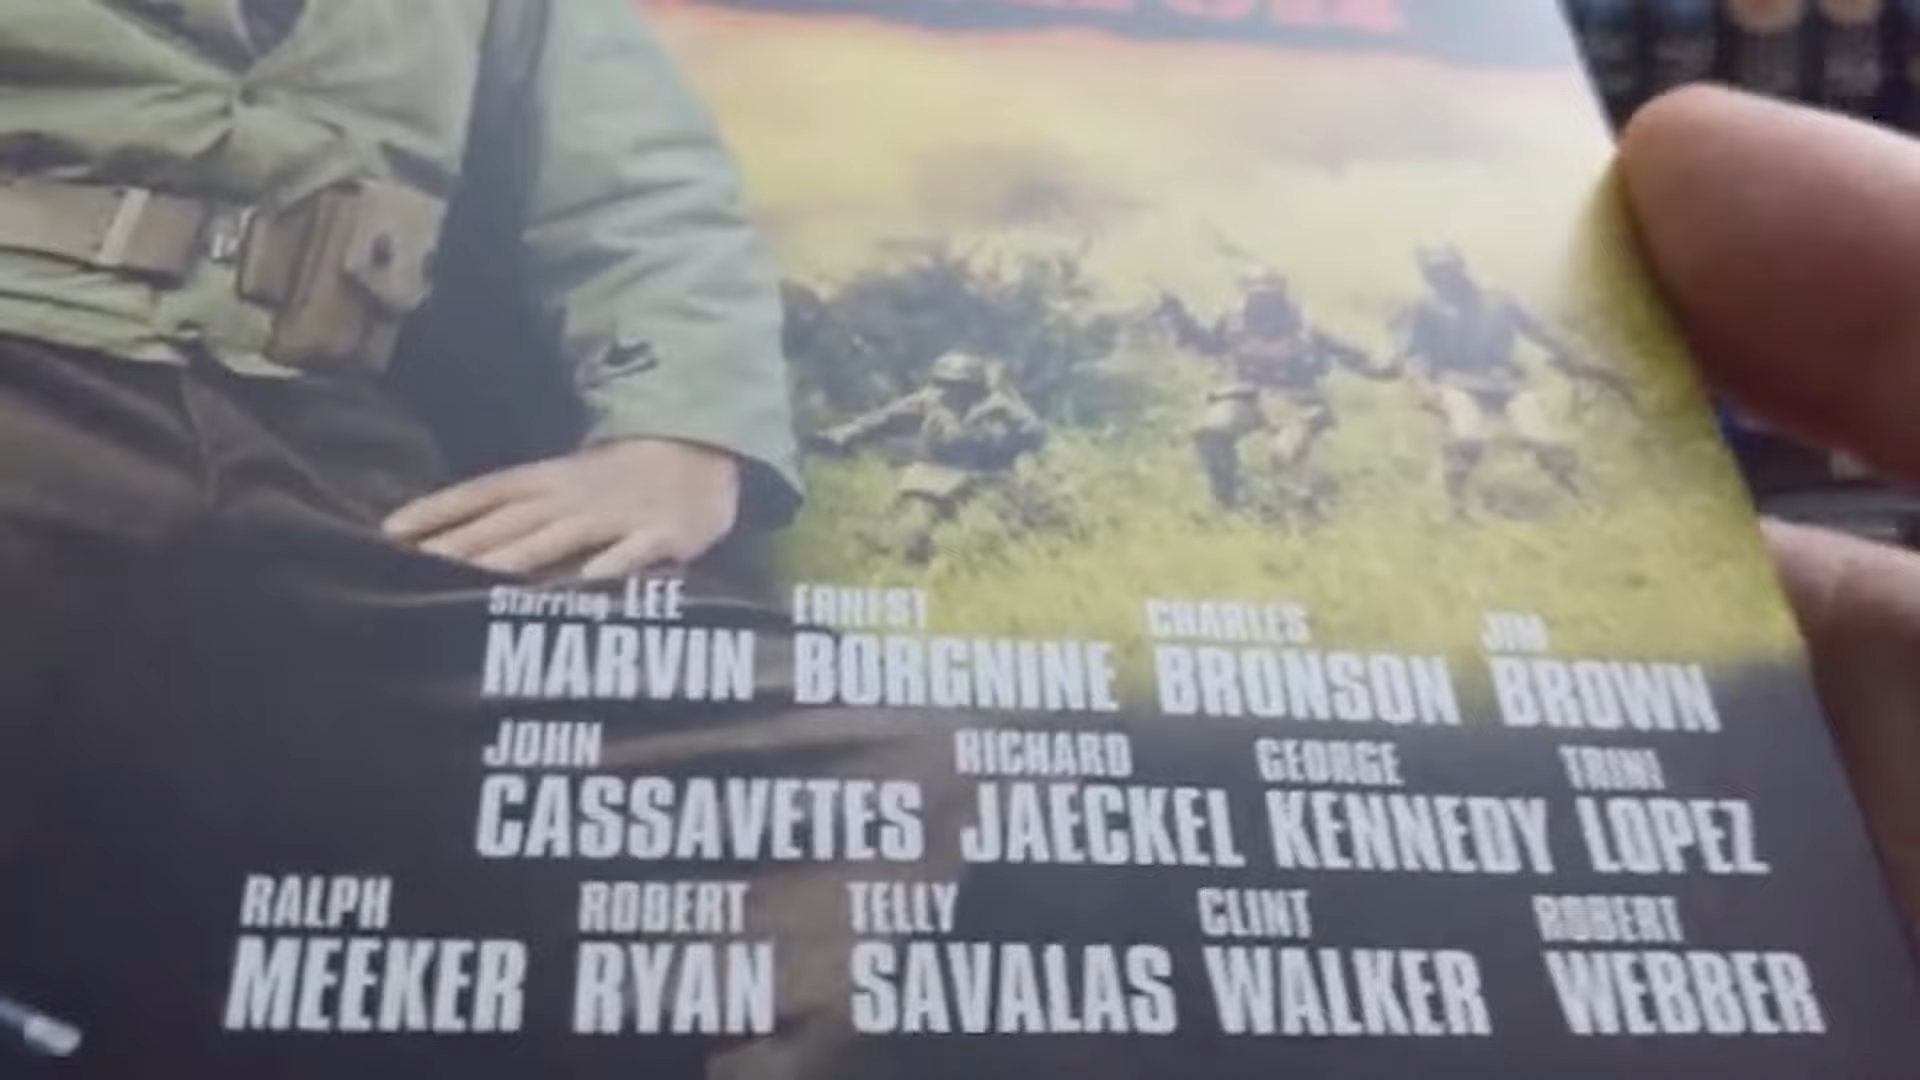 Starring LEE ERNEST CHARLES JIM
MARVIN BORGNINE BRONSON BROWN
JOHN RICHARD GEORGE TRINI
CASSAVETES JAECKEL KENNEDY LOPEZ
RALPH ROBERT TELLY CLINT ROBERT
MEEKER RYAN SAVALAS WALKER WEBBER